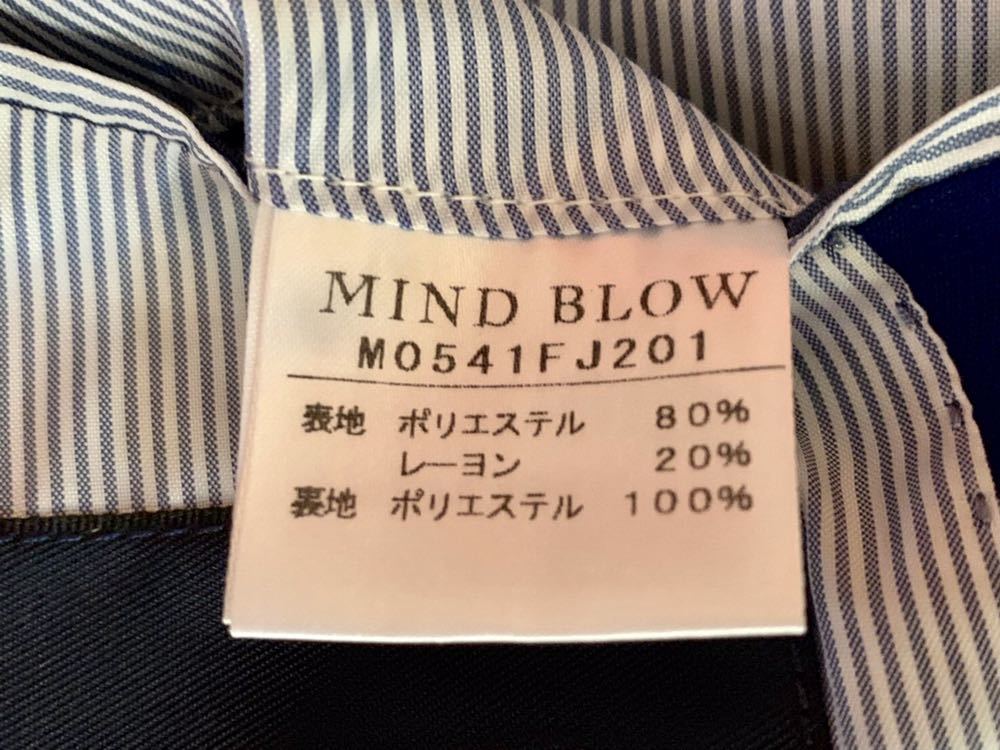 MIND BLOW
M0541FJ201
表地 ポリエステル 80%
レーヨン 20%
裏地 ポリエステル 100%